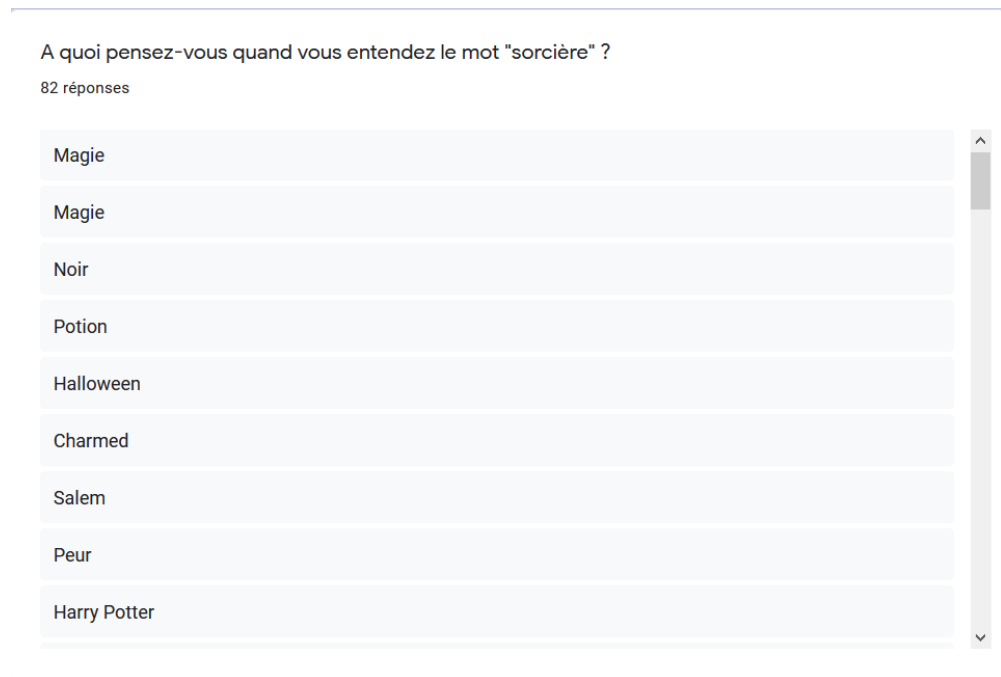 A quoi pensez-vous quand vous entendez le mot "sorcière" ?
82 réponses
Magie
Magie
Noir
Potion
Halloween
Charmed
Salem
Peur
Harry Potter